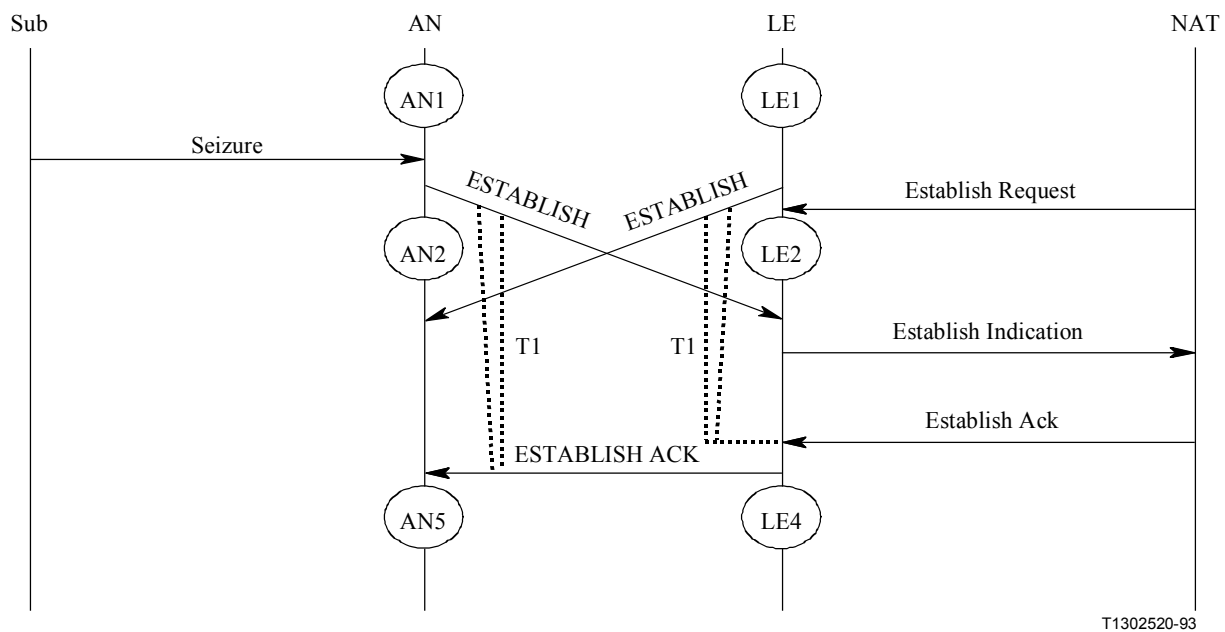 Sub AN LE NAT
AN1 LE1
Seizure
ESTABLISH ESTABLISH
Establish Request
AN2 LE2
Establish Indication
T1 T1
Establish Ack
ESTABLISH ACK
AN5 LE4
T1302520-93